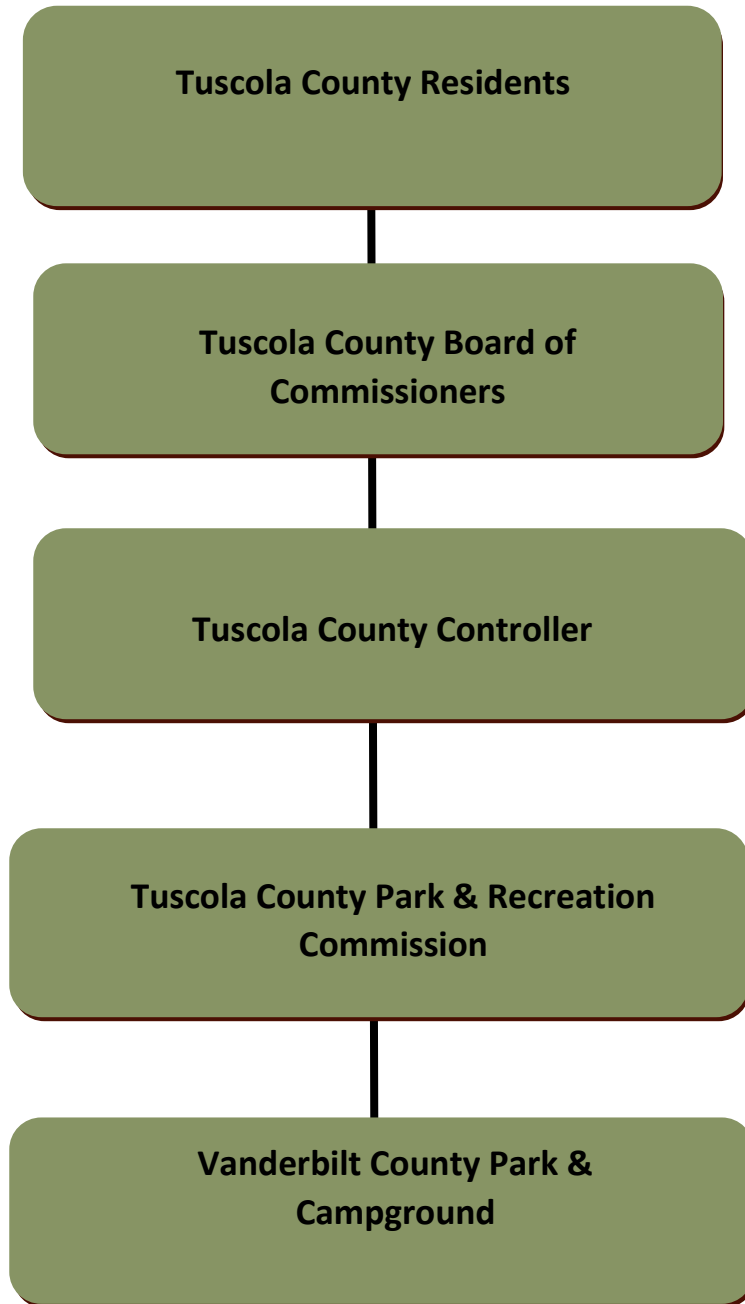 Tuscola County Residents
Tuscola County Board of
Commissioners
Tuscola County Controller
Tuscola County Park & Recreation
Commission
Vanderbilt County Park &
Campground